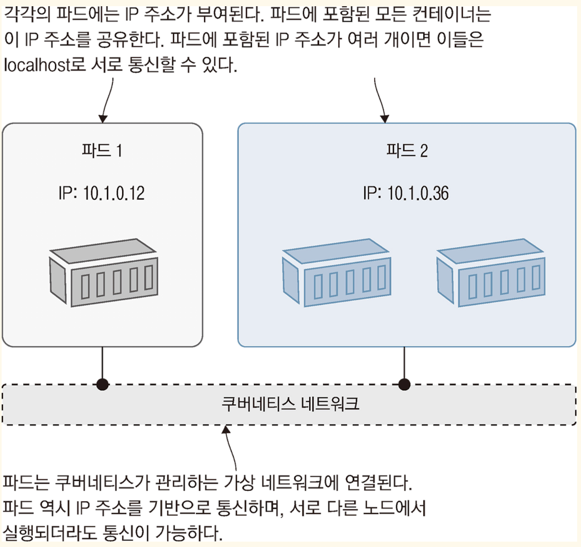 각각의 파드에는 IP 주소가 부여된다. 파드에 포함된 모든 컨테이너는
이 IP 주소를 공유한다. 파드에 포함된 IP 주소가 여러 개이면 이들은
localhost로 서로 통신할 수 있다.
파드 1
파드 2
IP: 10.1.0.12
IP: 10.1.0.36
쿠버네티스 네트워크
파드는 쿠버네티스가 관리하는 가상 네트워크에 연결된다.
파드 역시 IP 주소를 기반으로 통신하며, 서로 다른 노드에서
실행되더라도 통신이 가능하다.